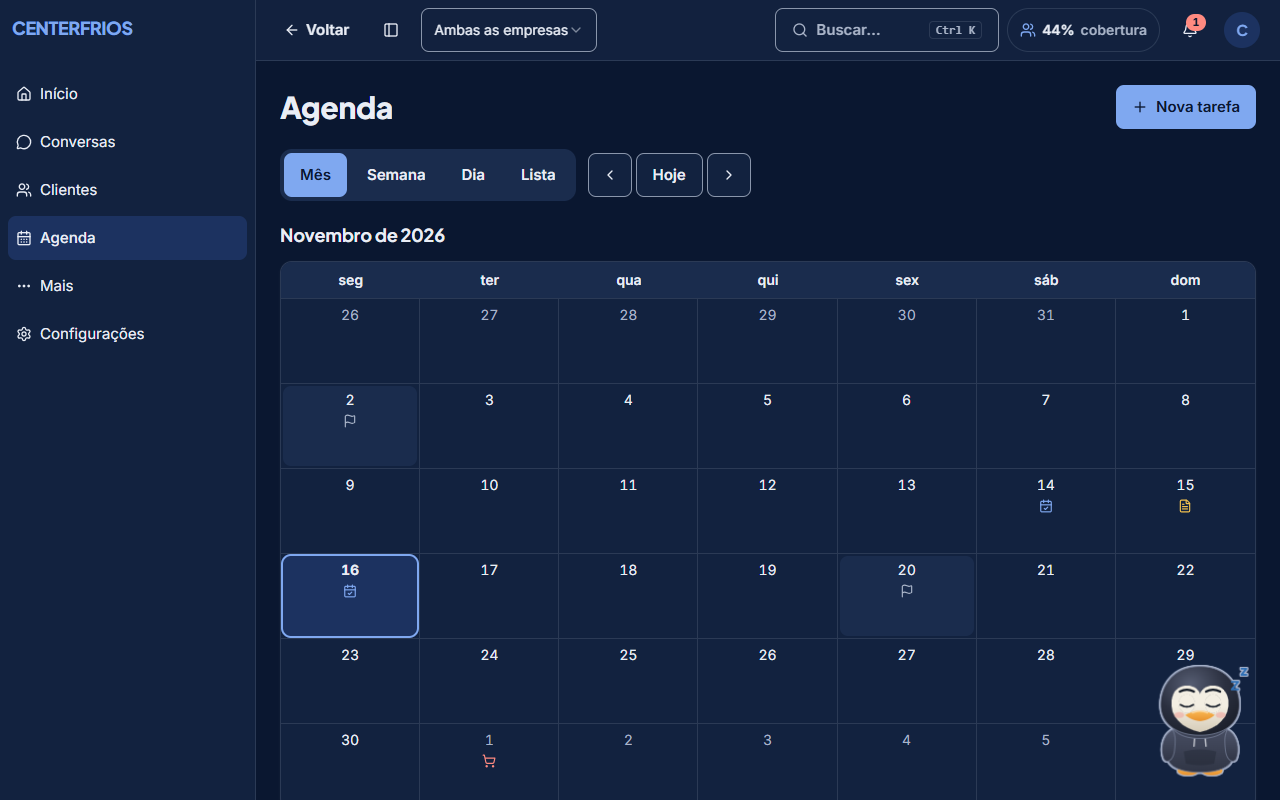 CENTERFRIOS
Voltar
Ambas as empresas
Buscar...
Ctrl K
44% cobertura
1
C
Início
Conversas
Clientes
Agenda
Mais
Configurações
Agenda
Nova tarefa
Mês Semana Dia Lista
Hoje
Novembro de 2026
seg ter qua qui sex sáb dom
26 27 28 29 30 31 1
2 3 4 5 6 7 8
9 10 11 12 13 14 15
16 17 18 19 20 21 22
23 24 25 26 27 28 29
z
z
30 1 2 3 4 5